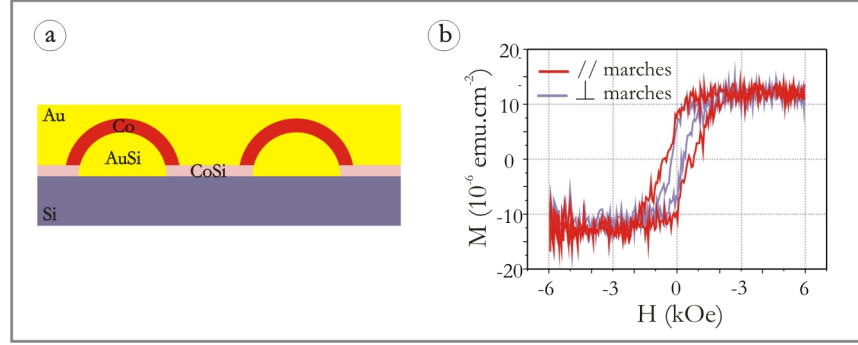 a
Au
Co
AuSi
CoSi
Si
b
// marches
⊥ marches
M (10⁻⁶ emu.cm⁻²)
20
10
0
-10
-20
-6
-3
0
-3
6
H (kOe)